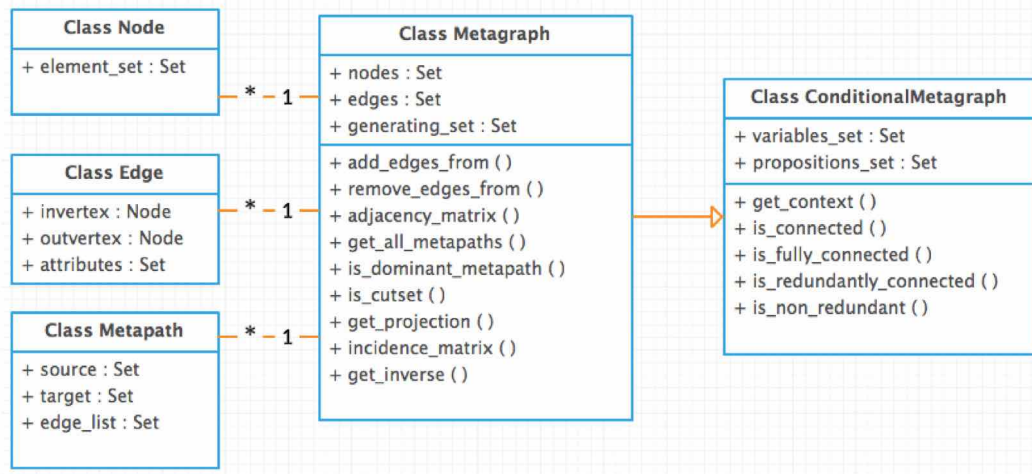 Class Node
+ element_set : Set
* 1
Class Edge
+ invertex : Node
+ outvertex : Node
+ attributes : Set
* 1
Class Metapath
+ source : Set
+ target : Set
+ edge_list : Set
* 1
Class Metagraph
+ nodes : Set
+ edges : Set
+ generating_set : Set
+ add_edges_from ( )
+ remove_edges_from ( )
+ adjacency_matrix ( )
+ get_all_metapaths ( )
+ is_dominant_metapath ( )
+ is_cutset ( )
+ get_projection ( )
+ incidence_matrix ( )
+ get_inverse ( )
Class ConditionalMetagraph
+ variables_set : Set
+ propositions_set : Set
+ get_context ( )
+ is_connected ( )
+ is_fully_connected ( )
+ is_redundantly_connected ( )
+ is_non_redundant ( )